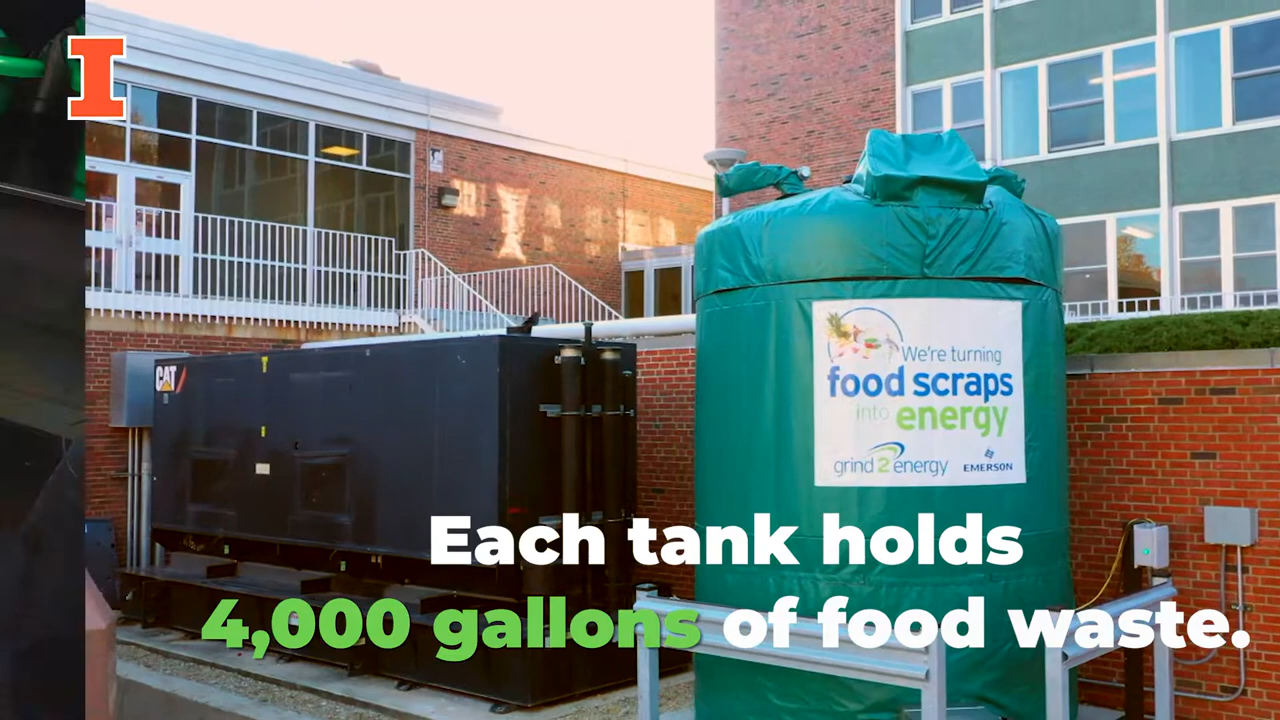 I
CAT
We're turning
food scraps
into energy
grind2energy
EMERSON
Each tank holds
4,000 gallons of food waste.